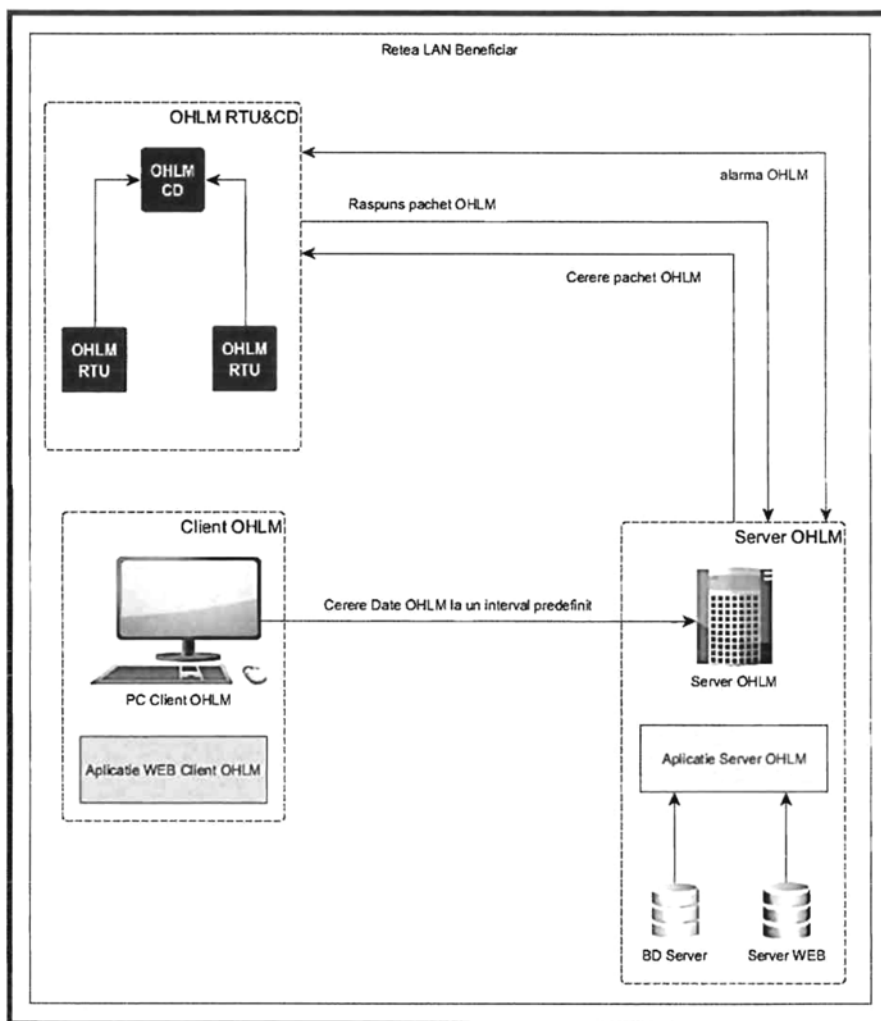 Retea LAN Beneficiar
OHLM RTU&CD
OHLM
CD
OHLM
RTU
OHLM
RTU
alarma OHLM
Raspuns pachet OHLM
Cerere pachet OHLM
Client OHLM
PC Client OHLM
Aplicatie WEB Client OHLM
Cerere Date OHLM la un interval predefinit
Server OHLM
Server OHLM
Aplicatie Server OHLM
BD Server
Server WEB